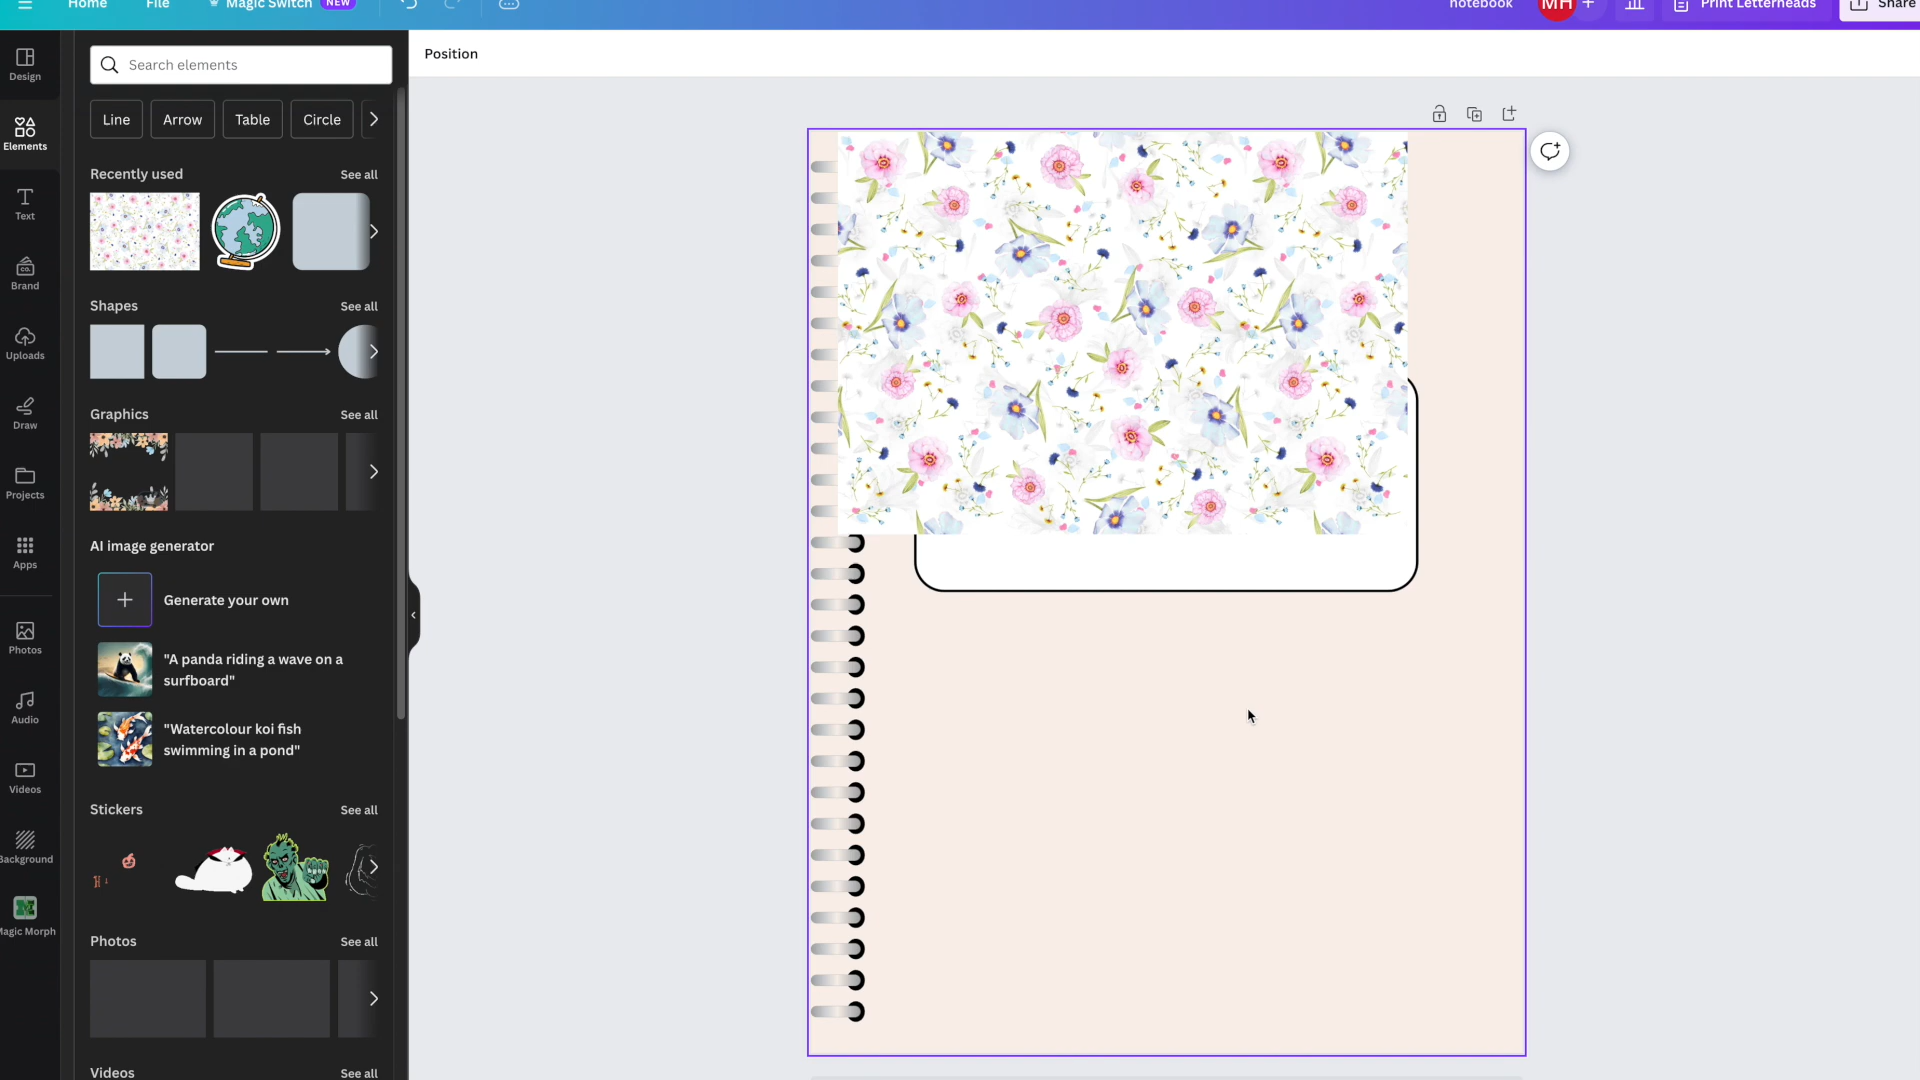 Home File Magic Switch NEW
notebook MH Print Letterheads Share
Design
Elements
Text
Brand
Uploads
Draw
Projects
Apps
Photos
Audio
Videos
Background
Magic Morph
Search elements
Line Arrow Table Circle
Recently used See all
Shapes See all
Graphics See all
AI image generator
Generate your own
"A panda riding a wave on a
surfboard"
"Watercolour koi fish
swimming in a pond"
Stickers See all
Photos See all
Videos See all
Position